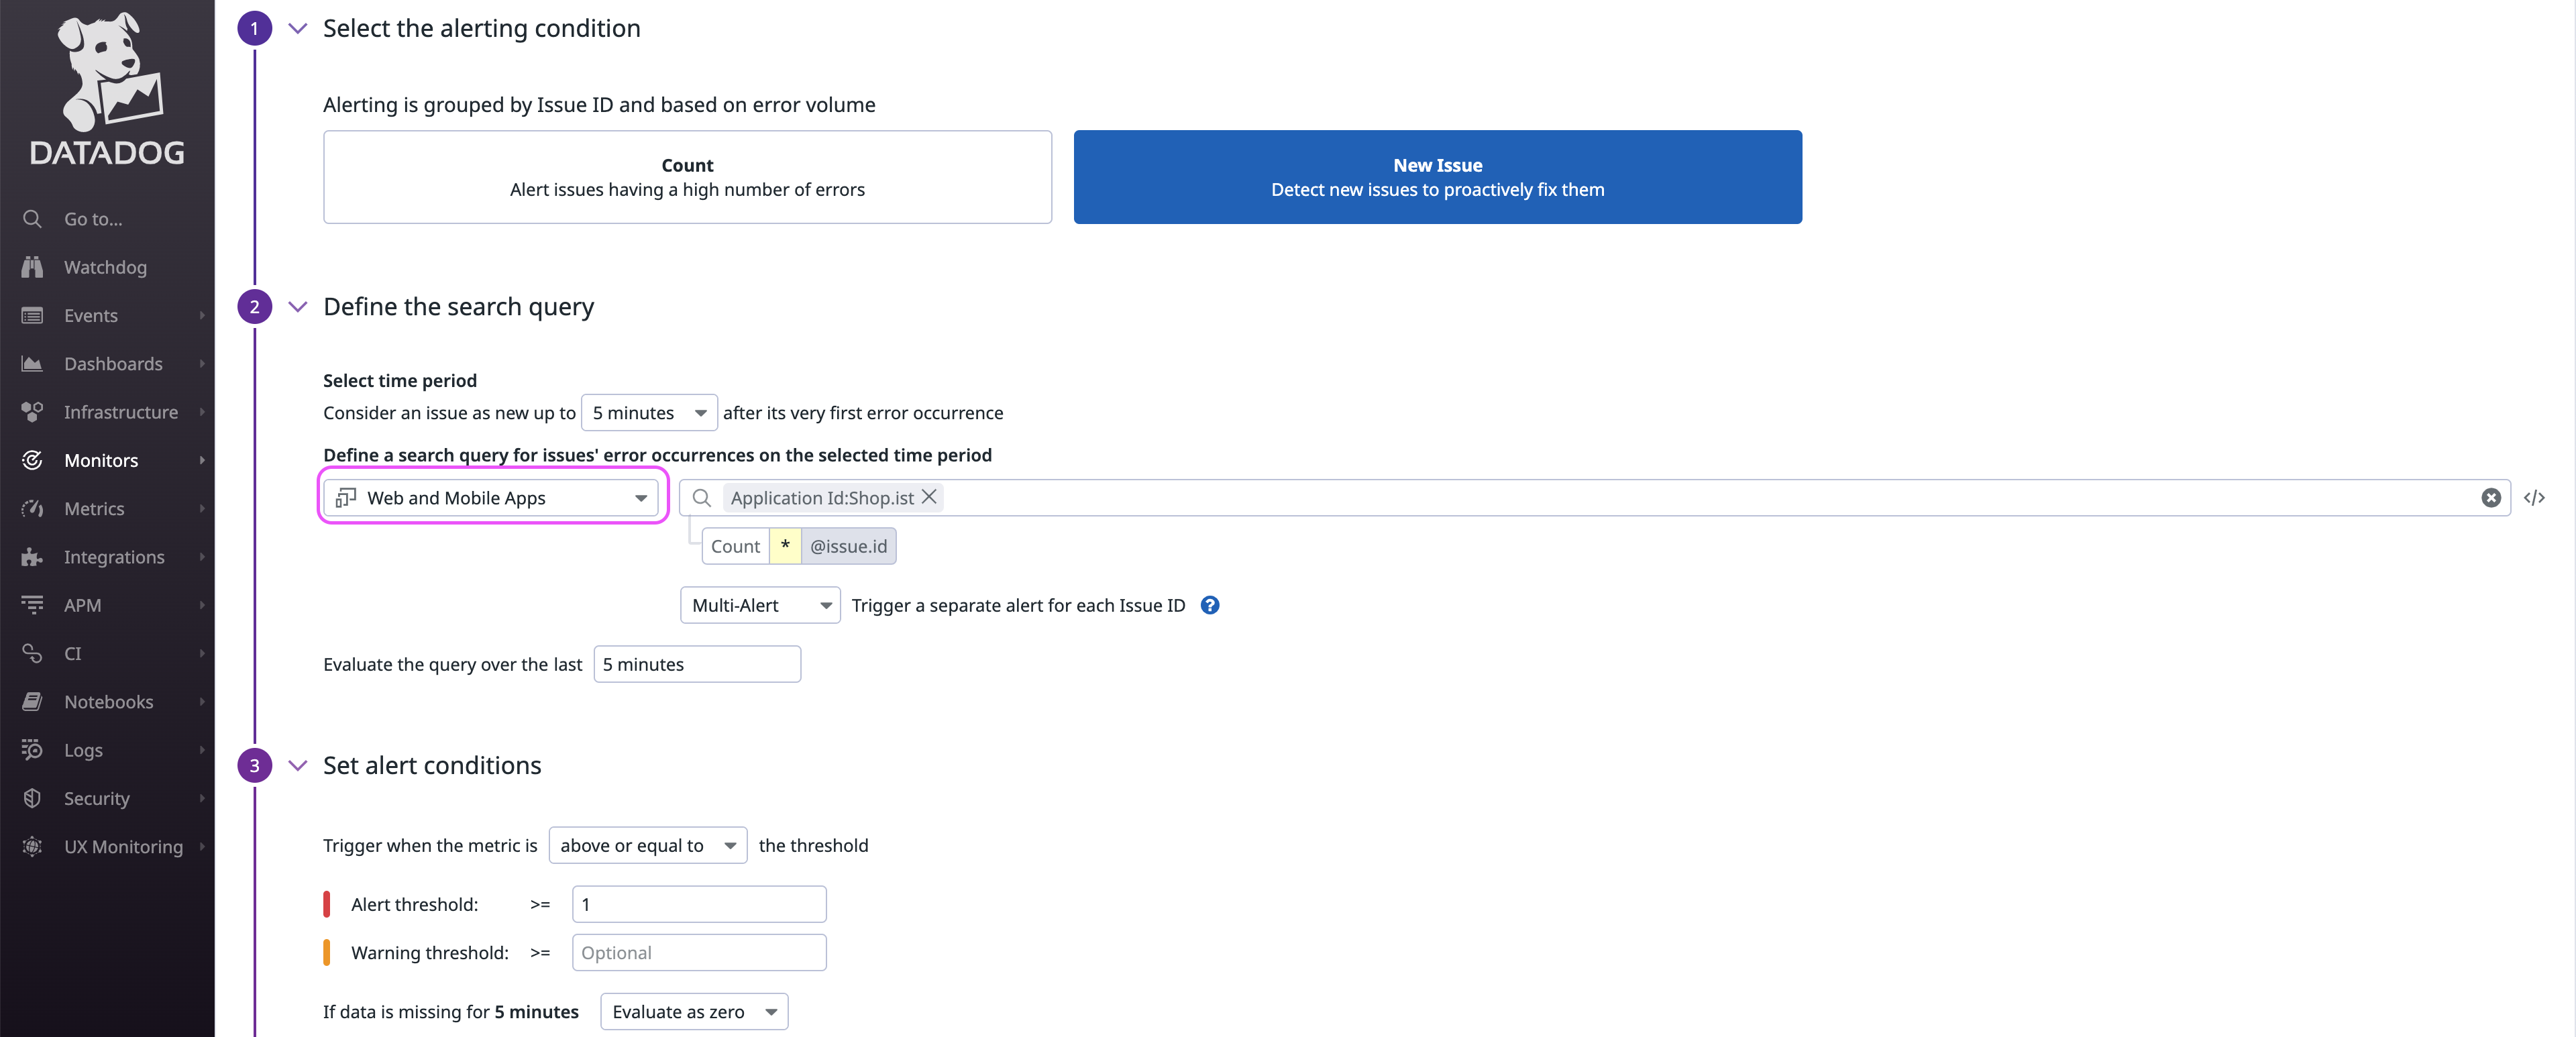 DATADOG
Go to...
Watchdog
Events
Dashboards
Infrastructure
Monitors
Metrics
Integrations
APM
CI
Notebooks
Logs
Security
UX Monitoring
1 Select the alerting condition
Alerting is grouped by Issue ID and based on error volume
Count
Alert issues having a high number of errors
New Issue
Detect new issues to proactively fix them
2 Define the search query
Select time period
Consider an issue as new up to 5 minutes after its very first error occurrence
Define a search query for issues' error occurrences on the selected time period
Web and Mobile Apps Application Id:Shop.ist </>
Count * @issue.id
Multi-Alert Trigger a separate alert for each Issue ID ?
Evaluate the query over the last 5 minutes
3 Set alert conditions
Trigger when the metric is above or equal to the threshold
Alert threshold: >= 1
Warning threshold: >= Optional
If data is missing for 5 minutes Evaluate as zero